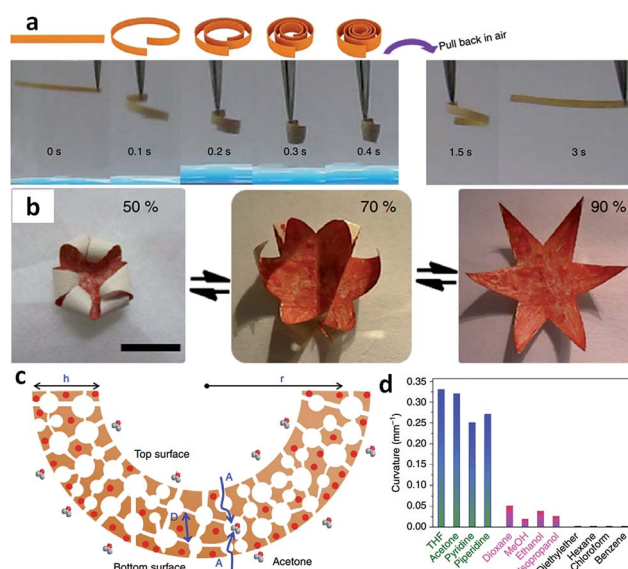 a
Pull back in air
0 s
0.1 s
0.2 s
0.3 s
0.4 s
1.5 s
3 s
b
50 %
70 %
90 %
c
h
r
Top surface
A
D
A
Acetone
Bottom surface
d
Curvature (mm⁻¹)
0.35
0.30
0.25
0.20
0.15
0.10
0.05
0.00
THF
Acetone
Pyridine
Piperidine
Dioxane
MeOH
Ethanol
Isopropanol
Diethylether
Hexane
Chloroform
Benzene